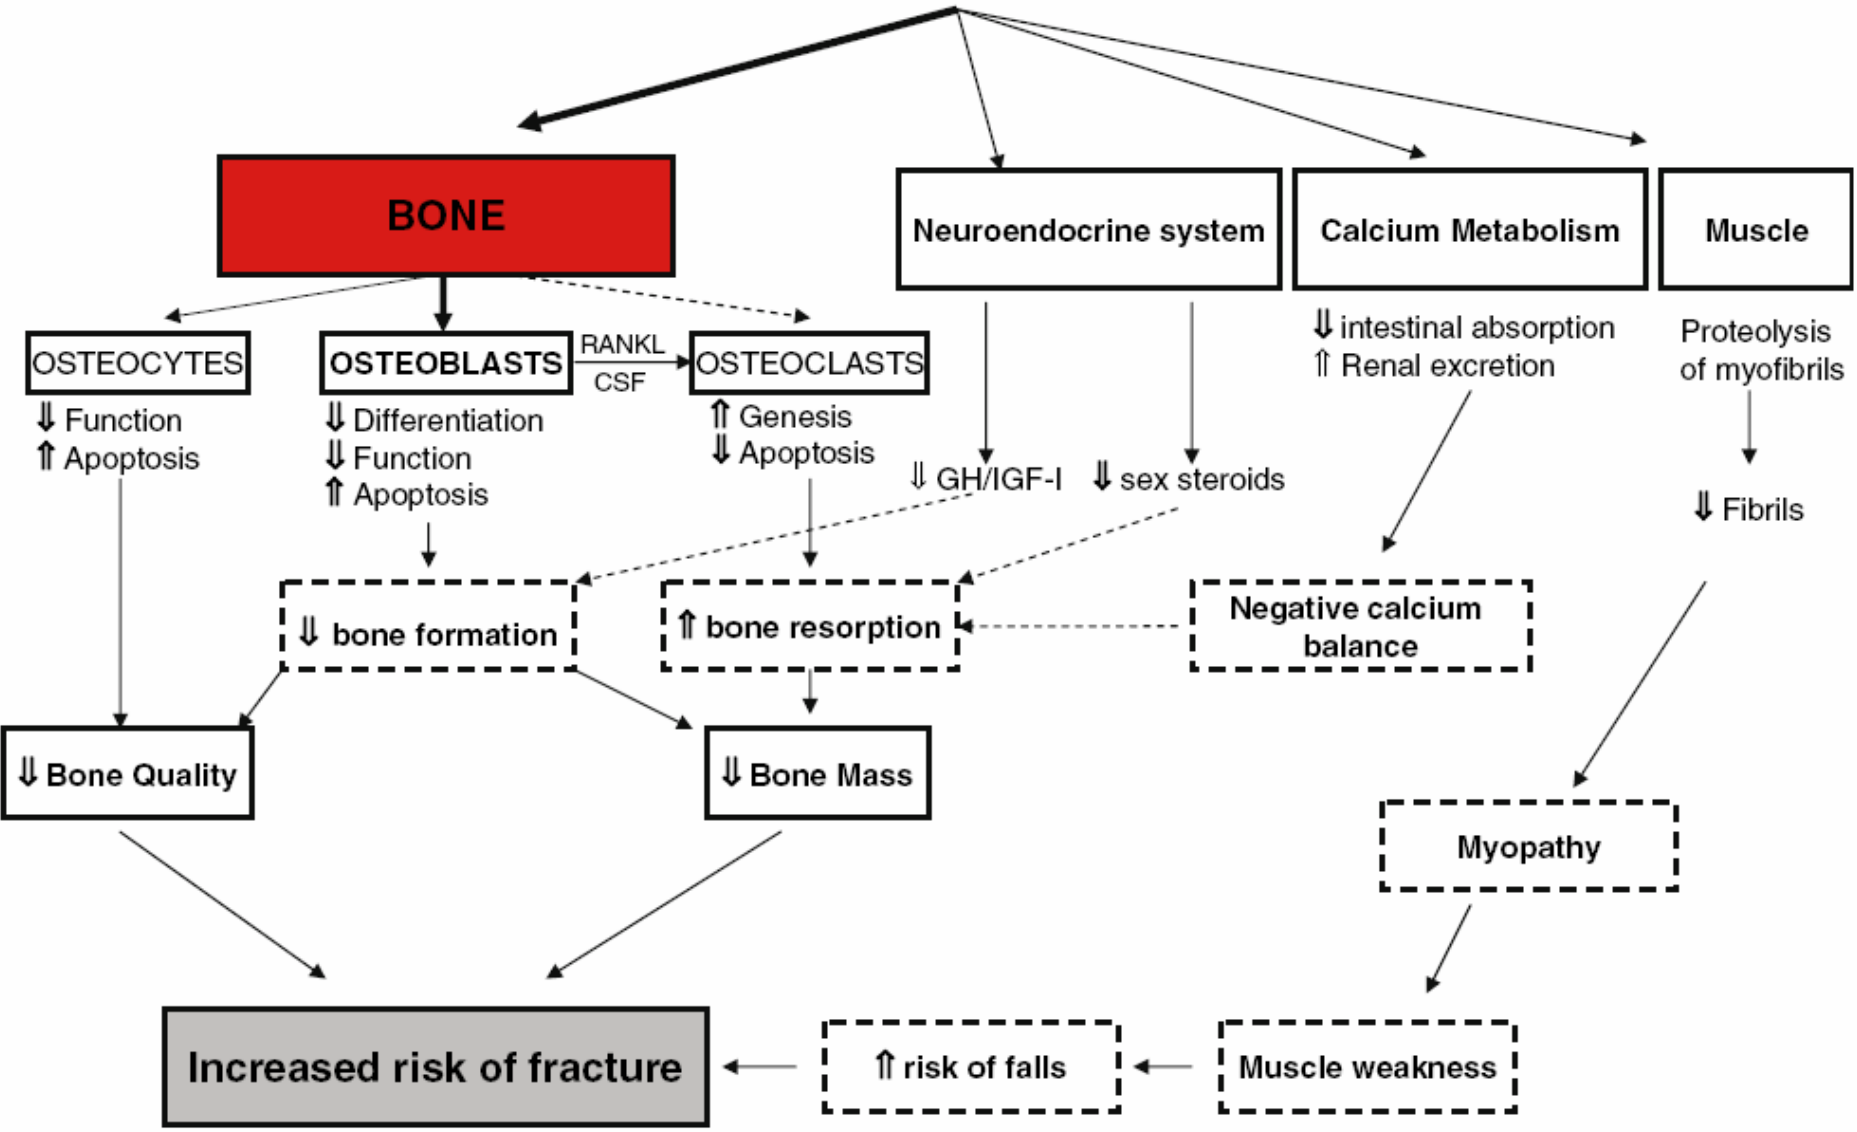 BONE
Neuroendocrine system
Calcium Metabolism
Muscle
OSTEOCYTES
⇓ Function
⇑ Apoptosis
OSTEOBLASTS
⇓ Differentiation
⇓ Function
⇑ Apoptosis
RANKL
CSF
OSTEOCLASTS
⇑ Genesis
⇓ Apoptosis
⇓ GH/IGF-I
⇓ sex steroids
⇓ intestinal absorption
⇑ Renal excretion
Proteolysis
of myofibrils
⇓ Fibrils
⇓ bone formation
⇑ bone resorption
Negative calcium
balance
⇓ Bone Quality
⇓ Bone Mass
Myopathy
Increased risk of fracture
⇑ risk of falls
Muscle weakness